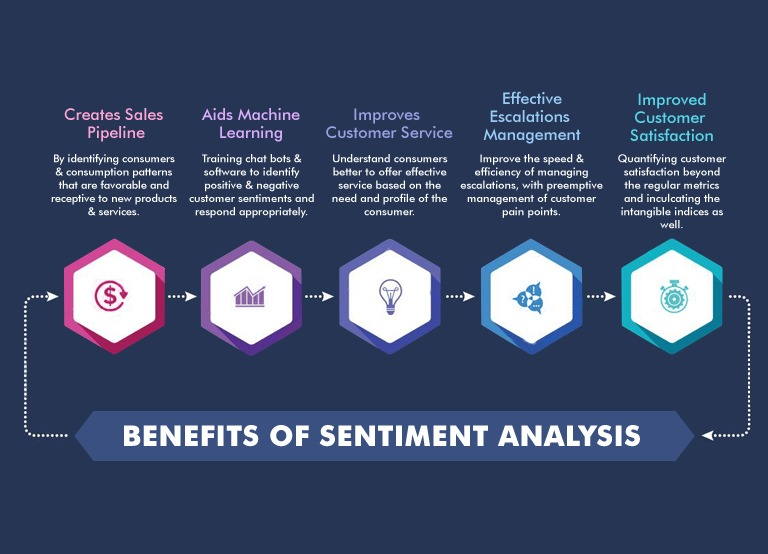 Creates Sales
Pipeline
By identifying consumers
& consumption patterns
that are favorable and
receptive to new products
& services.
Aids Machine
Learning
Training chat bots &
software to identify
positive & negative
customer sentiments and
respond appropriately.
Improves
Customer Service
Understand consumers
better to offer effective
service based on the
need and profile of the
consumer.
Effective
Escalations
Management
Improve the speed &
efficiency of managing
escalations, with preemptive
management of customer
pain points.
Improved
Customer
Satisfaction
Quantifying customer
satisfaction beyond
the regular metrics
and inculcating the
intangible indices as
well.
$
?
!
...
BENEFITS OF SENTIMENT ANALYSIS